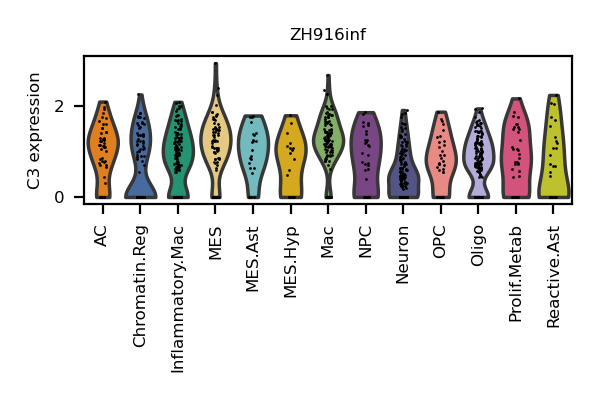 ZH916inf
C3 expression
2
0
AC
Chromatin.Reg
Inflammatory.Mac
MES
MES.Ast
MES.Hyp
Mac
NPC
Neuron
OPC
Oligo
Prolif.Metab
Reactive.Ast